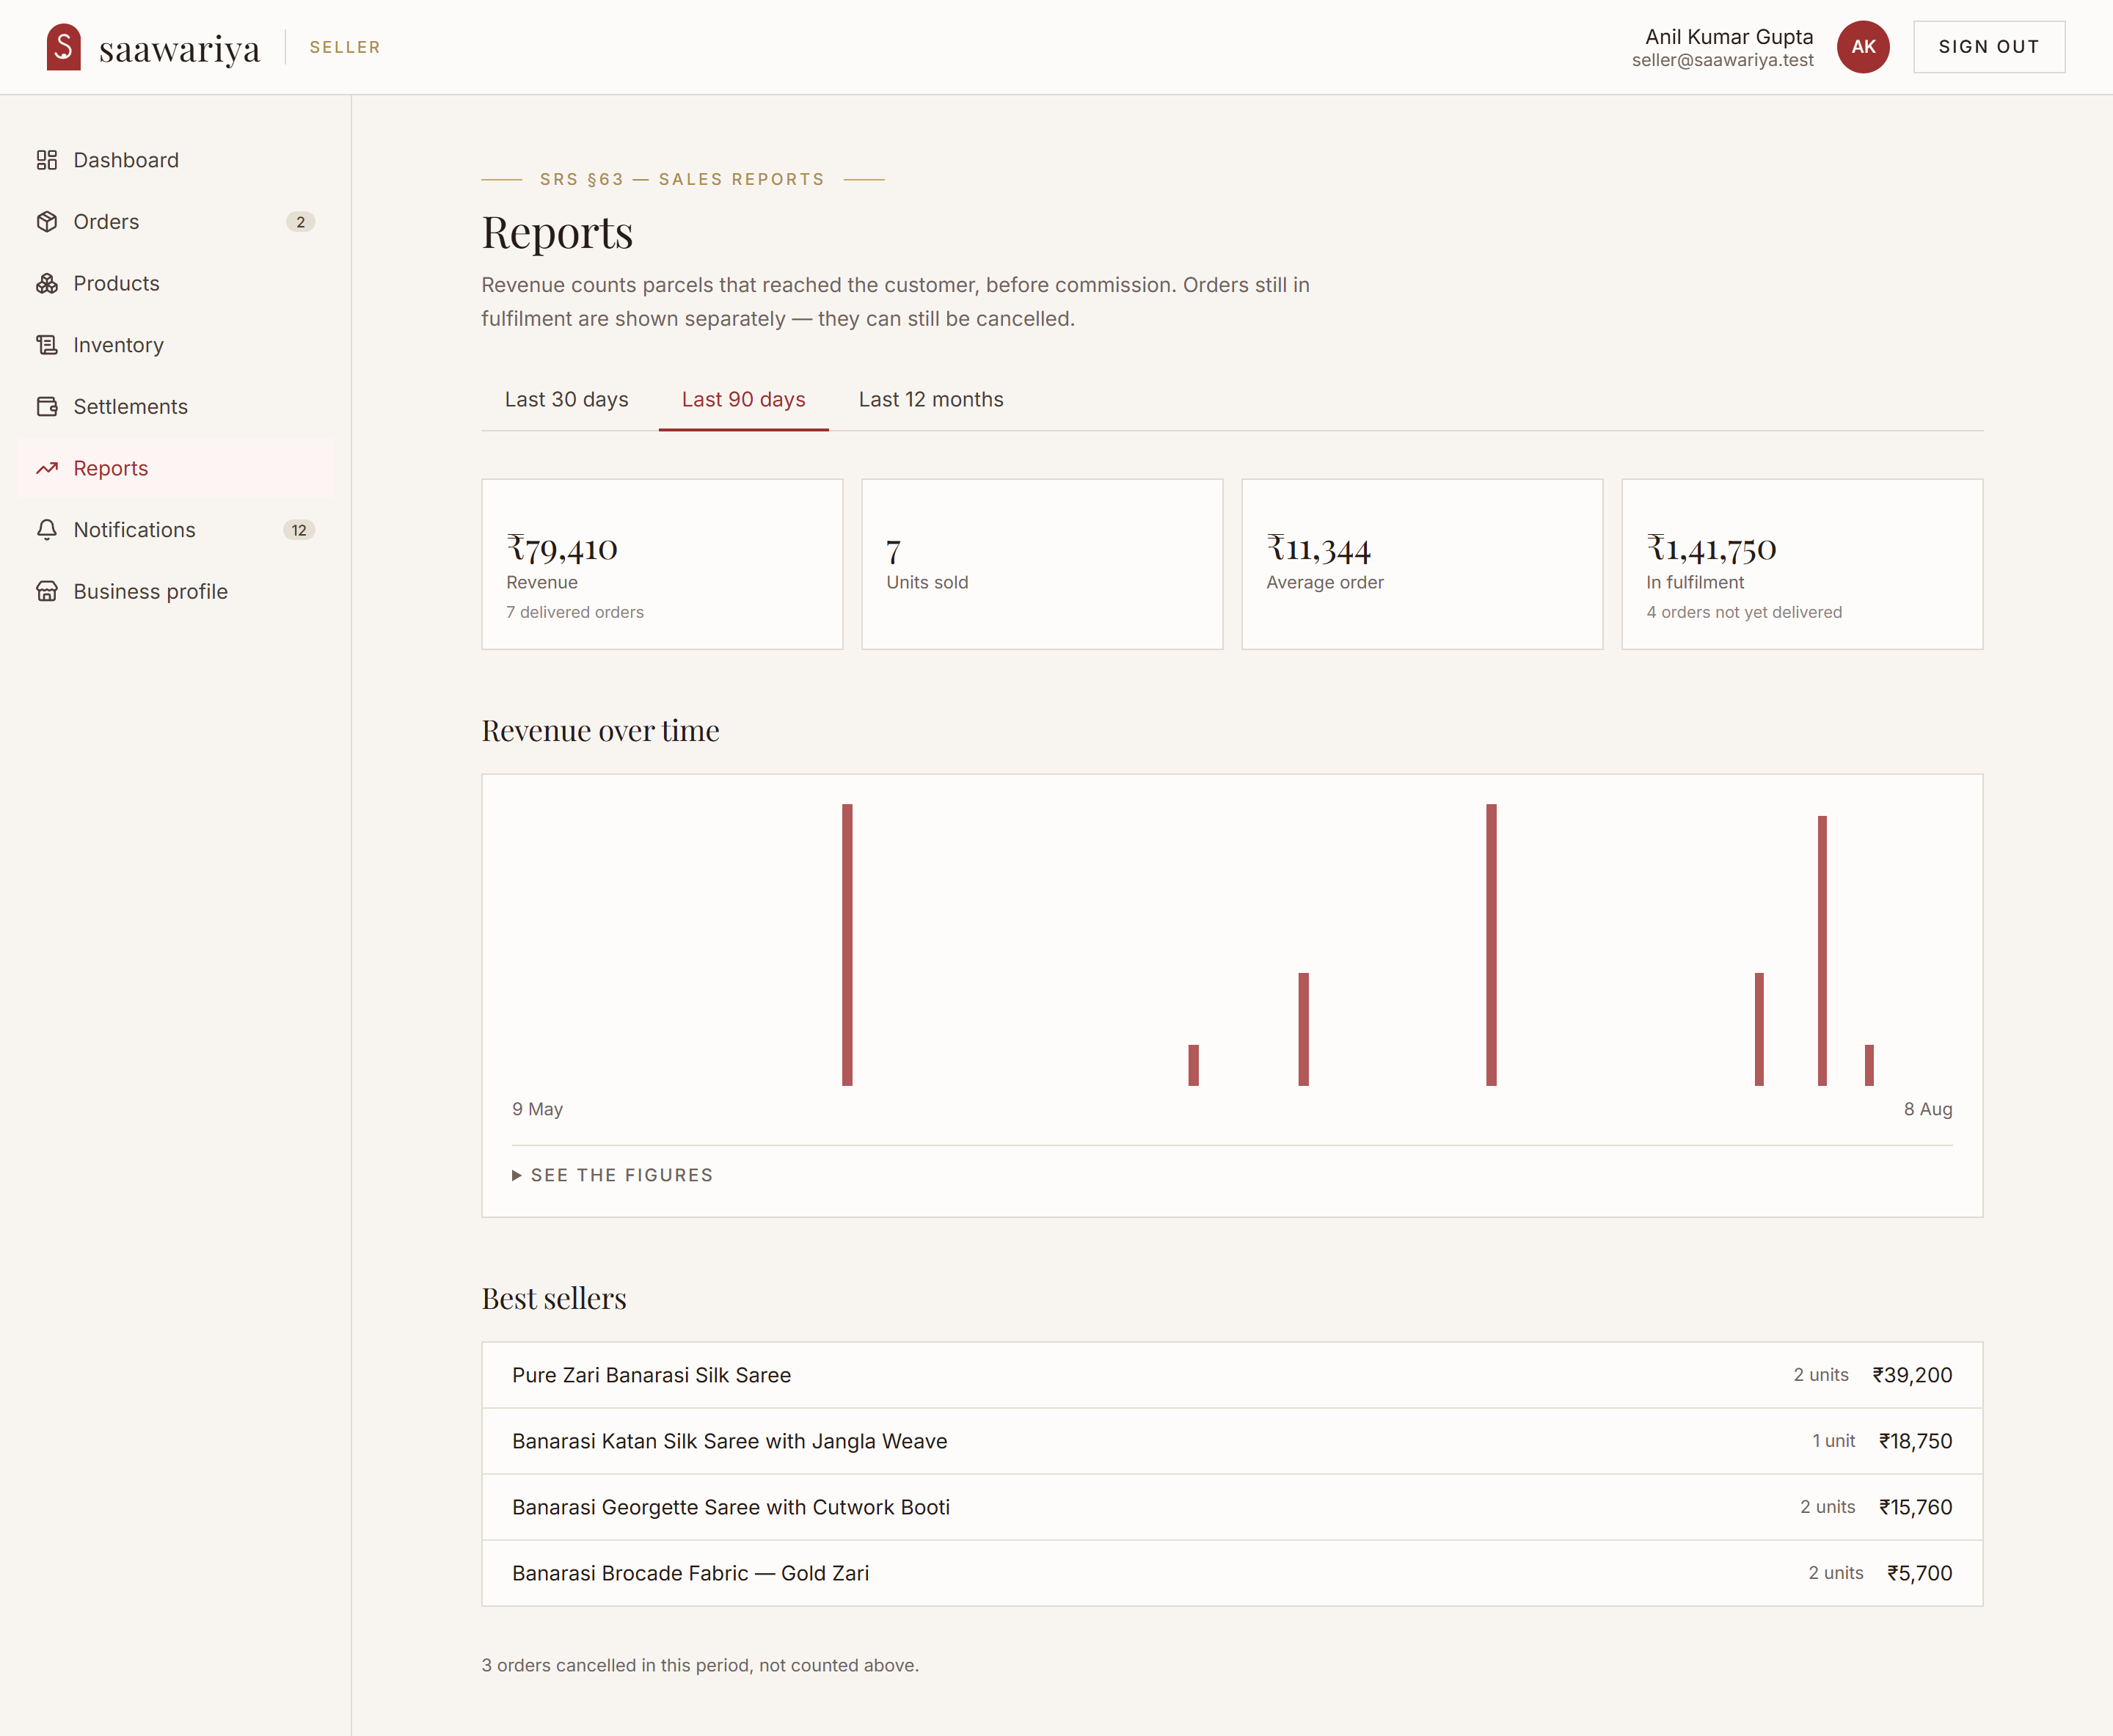 saawariya
SELLER
Anil Kumar Gupta
seller@saawariya.test
AK
SIGN OUT
Dashboard
Orders 2
Products
Inventory
Settlements
Reports
Notifications 12
Business profile
SRS §63 — SALES REPORTS
Reports
Revenue counts parcels that reached the customer, before commission. Orders still in
fulfilment are shown separately — they can still be cancelled.
Last 30 days Last 90 days Last 12 months
₹79,410
Revenue
7 delivered orders
7
Units sold
₹11,344
Average order
₹1,41,750
In fulfilment
4 orders not yet delivered
Revenue over time
9 May 8 Aug
SEE THE FIGURES
Best sellers
Pure Zari Banarasi Silk Saree 2 units ₹39,200
Banarasi Katan Silk Saree with Jangla Weave 1 unit ₹18,750
Banarasi Georgette Saree with Cutwork Booti 2 units ₹15,760
Banarasi Brocade Fabric — Gold Zari 2 units ₹5,700
3 orders cancelled in this period, not counted above.